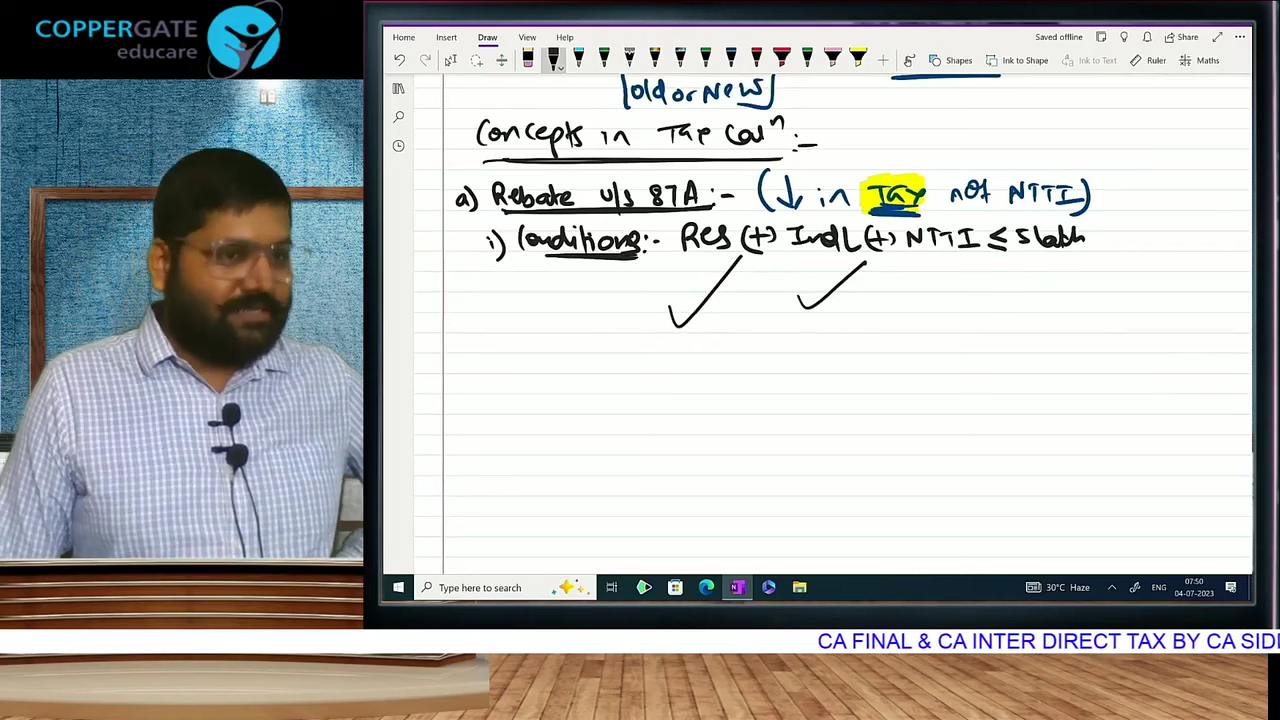 COPPERGATE
educare
Home Insert Draw View Help
Saved offline
Share
Shapes
Ink to Shape
Ink to Text
Ruler
Maths
[old or New]
Concepts in Tax Calⁿ :-
a) Rebate u/s 87A :- (↓ in Tax not NTTI)
i) Conditions :- Res (+) Indl (+) NTTI ≤ 5 lakh
Type here to search
30°C Haze
ENG
07:50
04-07-2023
CA FINAL & CA INTER DIRECT TAX BY CA SIDI